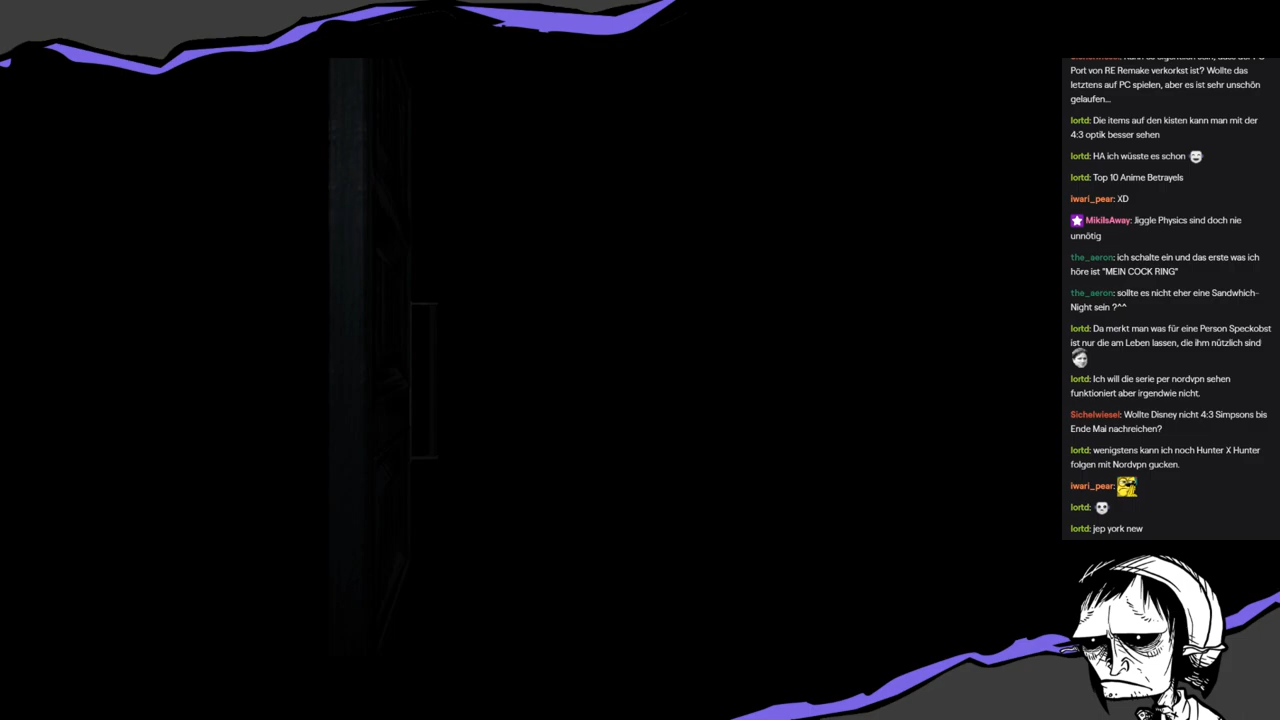 Port von RE Remake verkorkst ist? Wollte das
letztens auf PC spielen, aber es ist sehr unschön
gelaufen...
lortd: Die items auf den kisten kann man mit der
4:3 optik besser sehen
lortd: HA ich wüsste es schon
lortd: Top 10 Anime Betrayels
iwari_pear: XD
MikiIsAway: Jiggle Physics sind doch nie
unnötig
the_aeron: ich schalte ein und das erste was ich
höre ist "MEIN COCK RING"
the_aeron: sollte es nicht eher eine Sandwhich-
Night sein ?^^
lortd: Da merkt man was für eine Person Speckobst
ist nur die am Leben lassen, die ihm nützlich sind
lortd: Ich will die serie per nordvpn sehen
funktioniert aber irgendwie nicht.
Sichelwiesel: Wollte Disney nicht 4:3 Simpsons bis
Ende Mai nachreichen?
lortd: wenigstens kann ich noch Hunter X Hunter
folgen mit Nordvpn gucken.
iwari_pear:
lortd:
lortd: jep york new